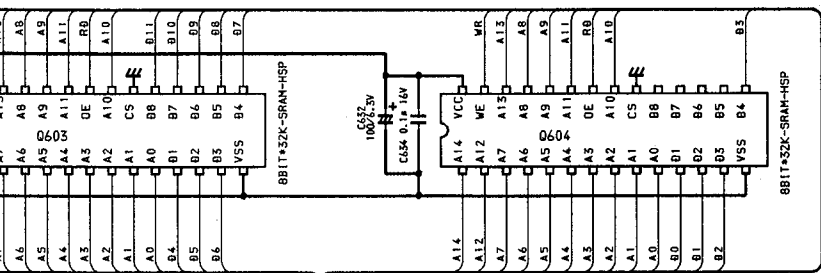 A8 A9 A11 RD A10 D11 D10 D9 D8 D7
WR A13 A8 A9 A11 RD A10 D3
A13 A8 A9 A11 OE A10 CS D8 D7 D6 D5 D4
Q603
A7 A6 A5 A4 A3 A2 A1 A0 D1 D2 D3 VSS
8BIT*32K-SRAM-HSP
C632
100/6.3V
+
C634 0.1μ 16V
VCC WE A13 A8 A9 A11 OE A10 CS D8 D7 D6 D5 D4
Q604
A14 A12 A7 A6 A5 A4 A3 A2 A1 A0 D1 D2 D3 VSS
8BIT*32K-SRAM-HSP
A6 A5 A4 A3 A2 A1 A0 D4 D5 D6
A14 A12 A7 A6 A5 A4 A3 A2 A1 A0 D0 D1 D2